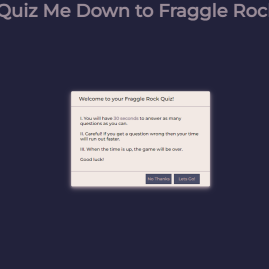 Quiz Me Down to Fraggle Roc
Welcome to your Fraggle Rock Quiz!
I. You will have 30 seconds to answer as many
questions as you can.
II. Careful! If you get a question wrong then your time
will run out faster.
III. When the time is up, the game will be over.
Good luck!
No Thanks
Lets Go!